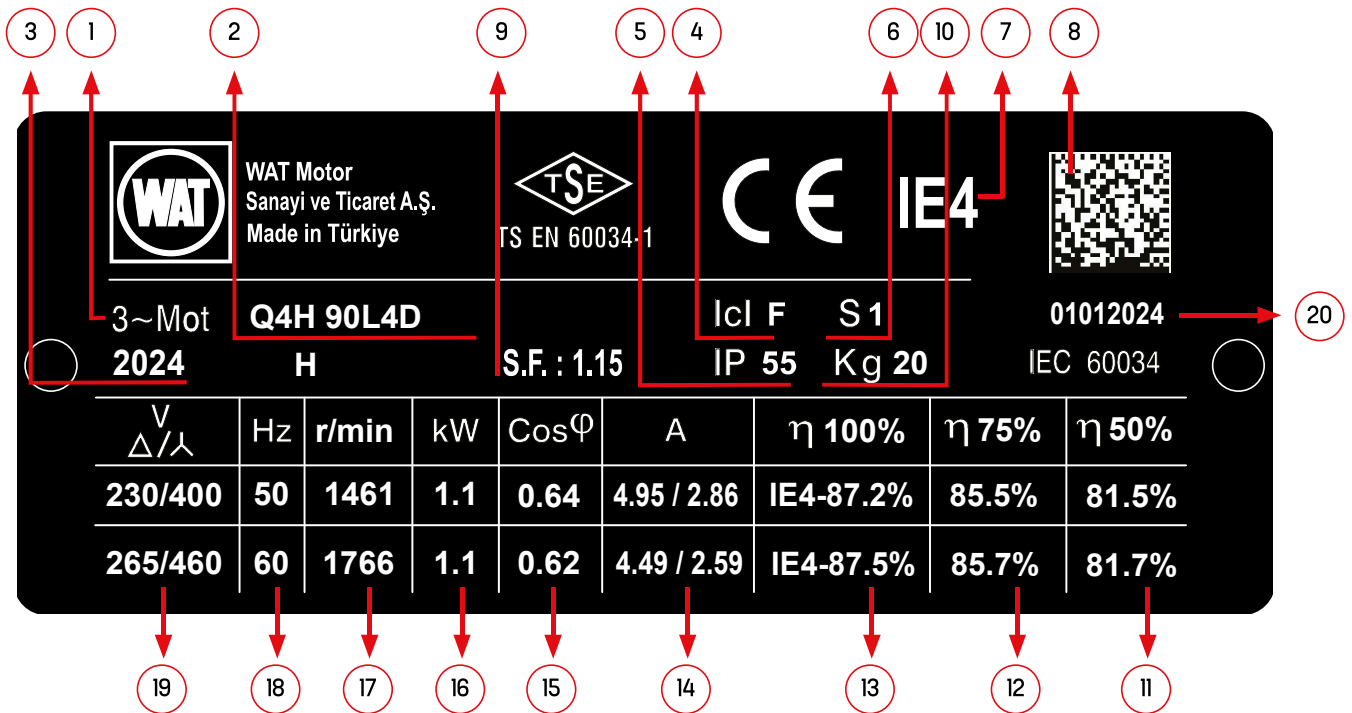 3 1 2 9 5 4 6 10 7 8
WAT
WAT Motor
Sanayi ve Ticaret A.Ş.
Made in Türkiye
TSE
TS EN 60034-1
CE
IE4
3~Mot Q4H 90L4D Icl F S 1 01012024 20
2024 H S.F. : 1.15 IP 55 Kg 20 IEC 60034
V Δ/⅄ Hz r/min kW Cosφ A η 100% η 75% η 50%
230/400 50 1461 1.1 0.64 4.95 / 2.86 IE4-87.2% 85.5% 81.5%
265/460 60 1766 1.1 0.62 4.49 / 2.59 IE4-87.5% 85.7% 81.7%
19 18 17 16 15 14 13 12 11